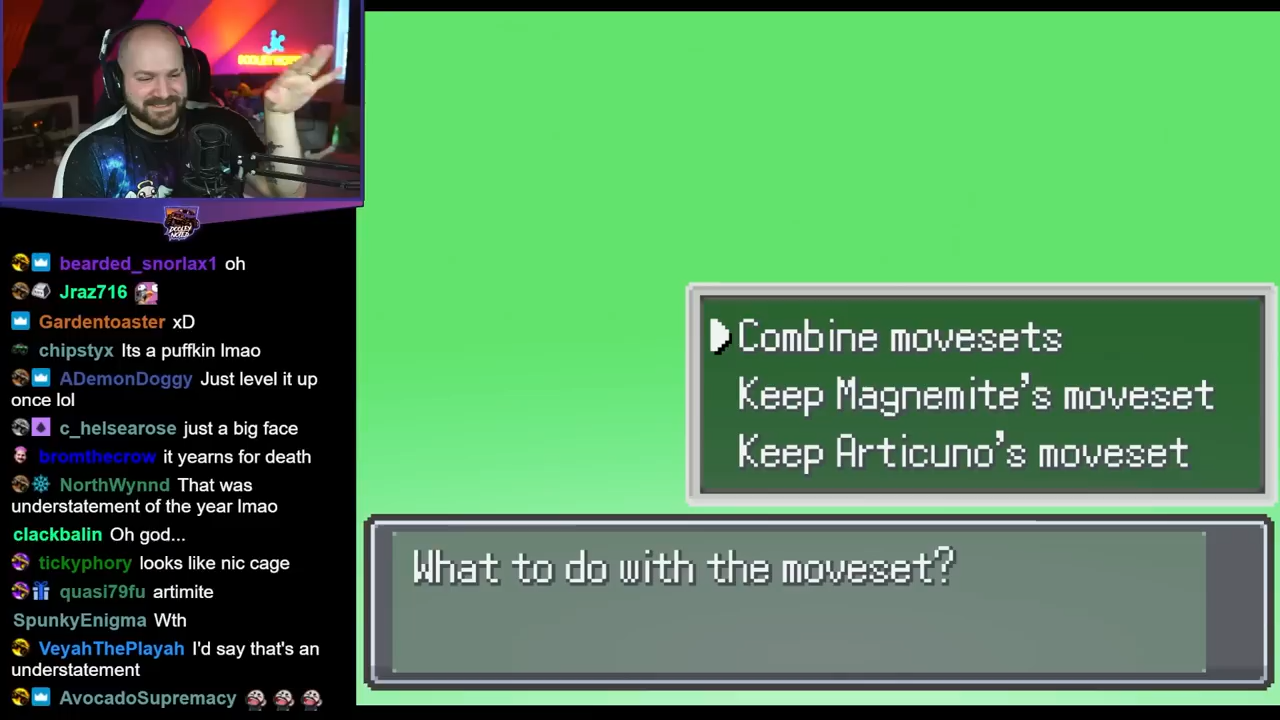 DOOLEY NOTED
bearded_snorlax1 oh
Jraz716
Gardentoaster xD
chipstyx Its a puffkin lmao
ADemonDoggy Just level it up
once lol
c_helsearose just a big face
bromthecrow it yearns for death
NorthWynnd That was
understatement of the year lmao
clackbalin Oh god...
tickyphory looks like nic cage
quasi79fu artimite
SpunkyEnigma Wth
VeyahThePlayah I'd say that's an
understatement
AvocadoSupremacy
Combine movesets
Keep Magnemite's moveset
Keep Articuno's moveset
What to do with the moveset?